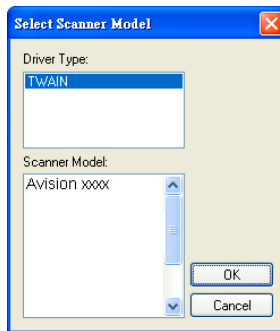 Select Scanner Model
Driver Type:
TWAIN
Scanner Model:
Avision xxxx
OK
Cancel